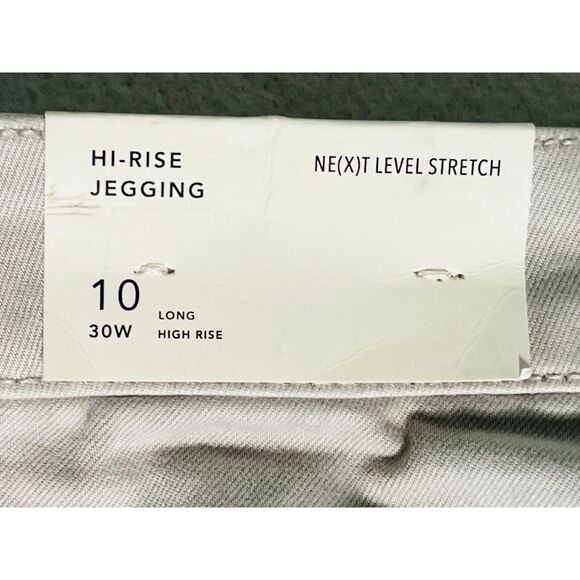 HI-RISE
JEGGING
NE(X)T LEVEL STRETCH
10
LONG
30W
HIGH RISE